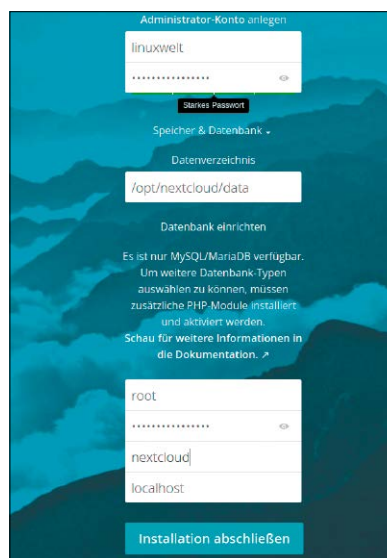 Administrator-Konto anlegen
linuxwelt
••••••••••••••••
Starkes Passwort
Speicher & Datenbank
Datenverzeichnis
/opt/nextcloud/data
Datenbank einrichten
Es ist nur MySQL/MariaDB verfügbar.
Um weitere Datenbank-Typen
auswählen zu können, müssen
zusätzliche PHP-Module installiert
und aktiviert werden.
Schau für weitere Informationen in
die Dokumentation. ↗
root
••••••••••••••••
nextcloud
localhost
Installation abschließen